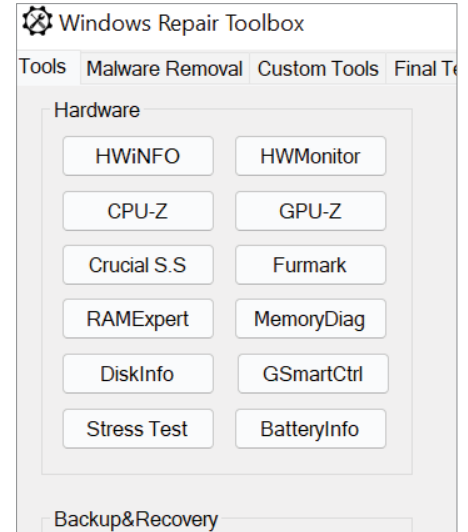 Windows Repair Toolbox
Tools Malware Removal Custom Tools Final
Hardware
HWiNFO HWMonitor
CPU-Z GPU-Z
Crucial S.S Furmark
RAMExpert MemoryDiag
DiskInfo GSmartCtrl
Stress Test BatteryInfo
Backup&Recovery